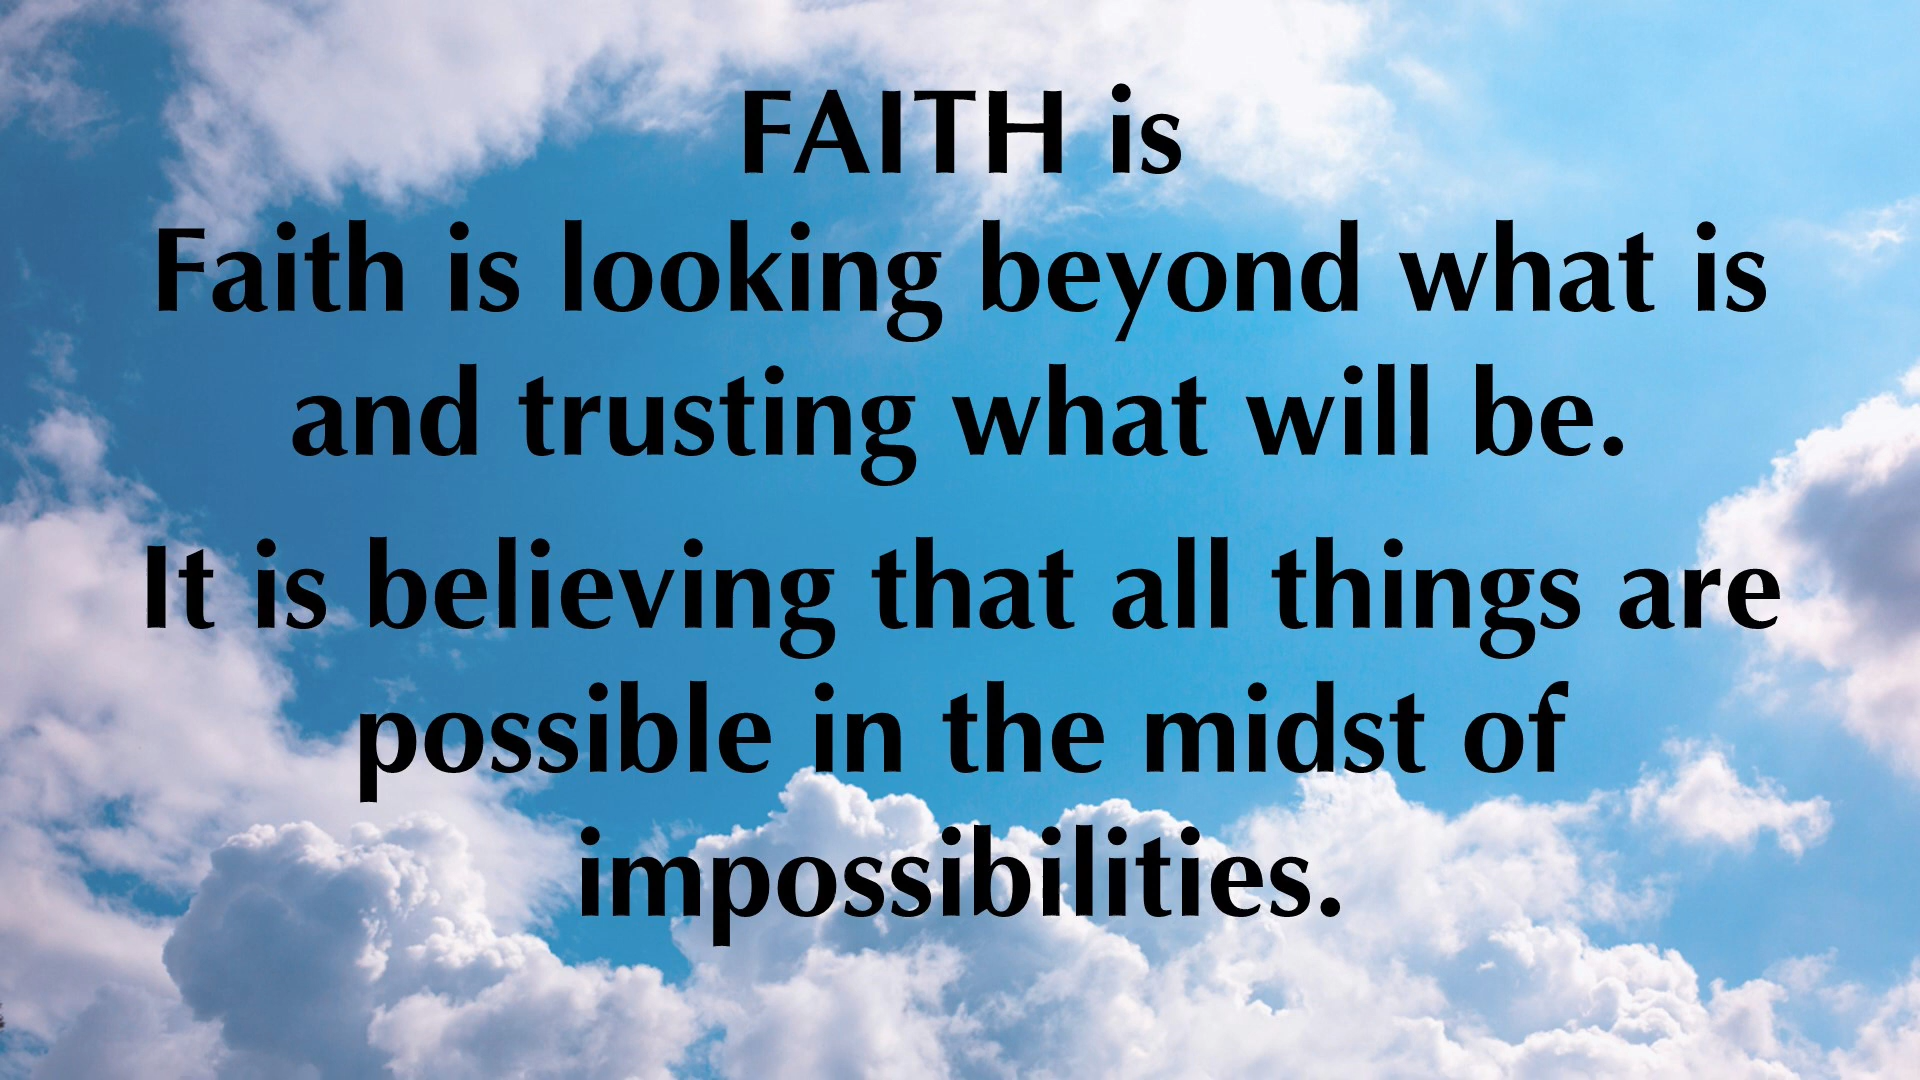 FAITH is
Faith is looking beyond what is
and trusting what will be.
It is believing that all things are
possible in the midst of
impossibilities.